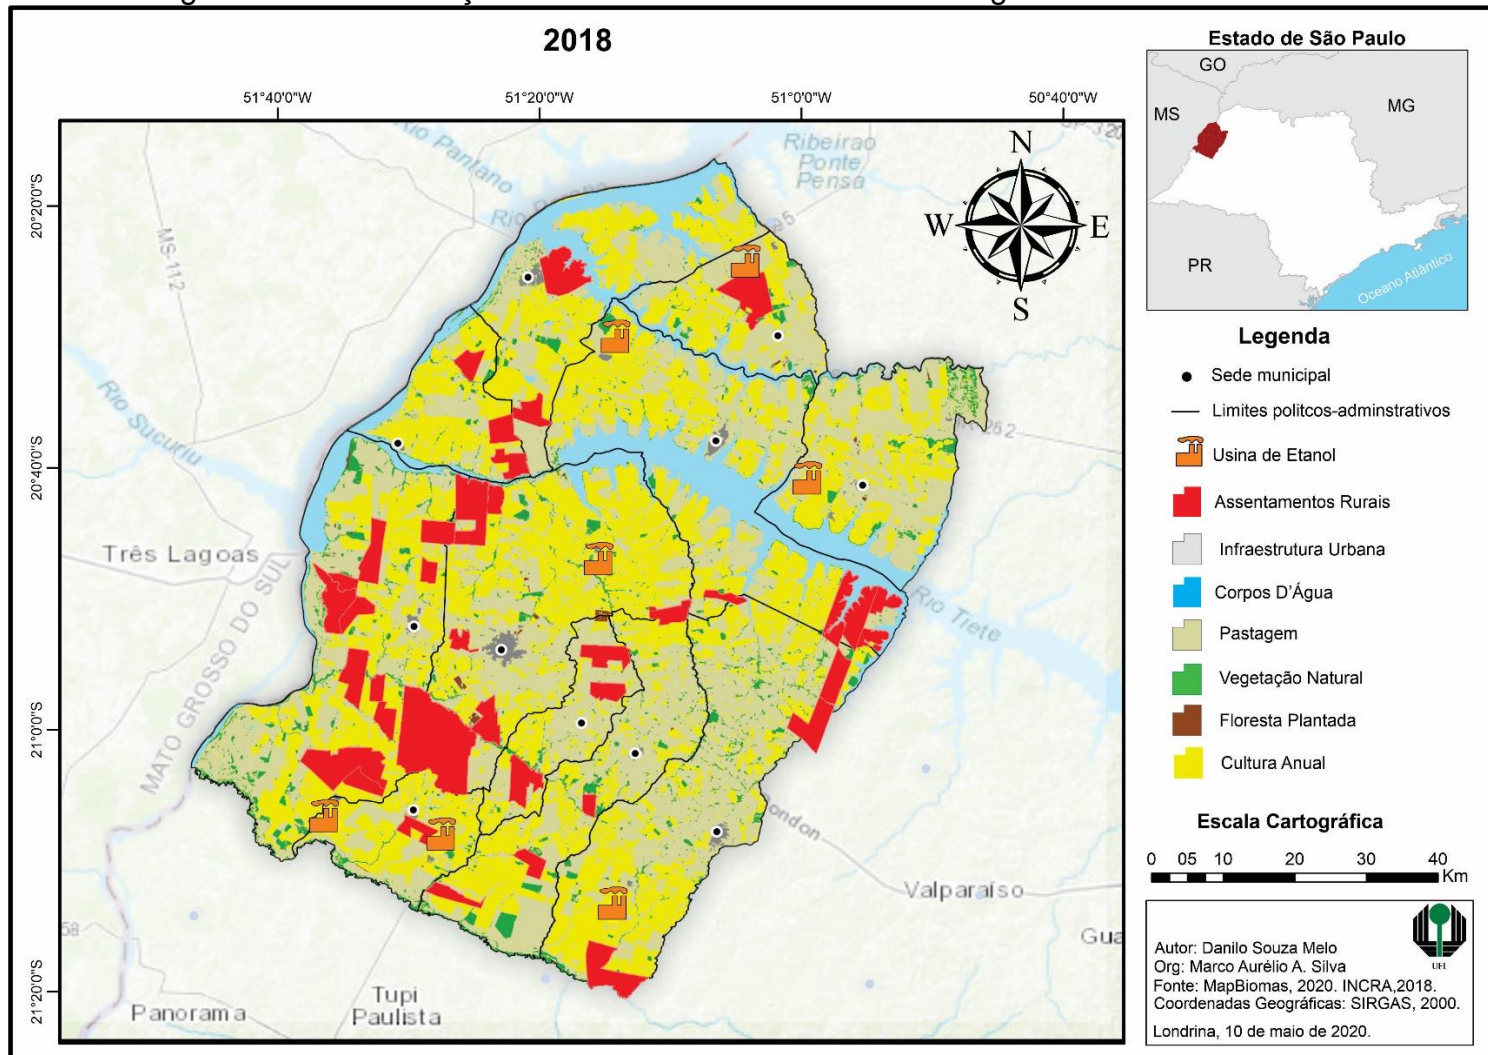 2018
51°40'0"W
51°20'0"W
51°0'0"W
50°40'0"W
20°20'0"S
20°40'0"S
21°0'0"S
21°20'0"S
Rio Pantano
Ribeirao
Ponte
Pensa
N
W
E
S
MS-112
Rio Sucuriu
Três Lagoas
MATO GROSSO DO SUL
Rio Tiete
Valparaíso
Gua
Tupi
Paulista
Panorama
Estado de São Paulo
GO
MS
MG
PR
Oceano Atlântico
Legenda
Sede municipal
Limites politcos-adminstrativos
Usina de Etanol
Assentamentos Rurais
Infraestrutura Urbana
Corpos D'Água
Pastagem
Vegetação Natural
Floresta Plantada
Cultura Anual
Escala Cartográfica
0 05 10 20 30 40
Km
Autor: Danilo Souza Melo
Org: Marco Aurélio A. Silva
Fonte: MapBiomas, 2020. INCRA,2018.
Coordenadas Geográficas: SIRGAS, 2000.
Londrina, 10 de maio de 2020.
UEL